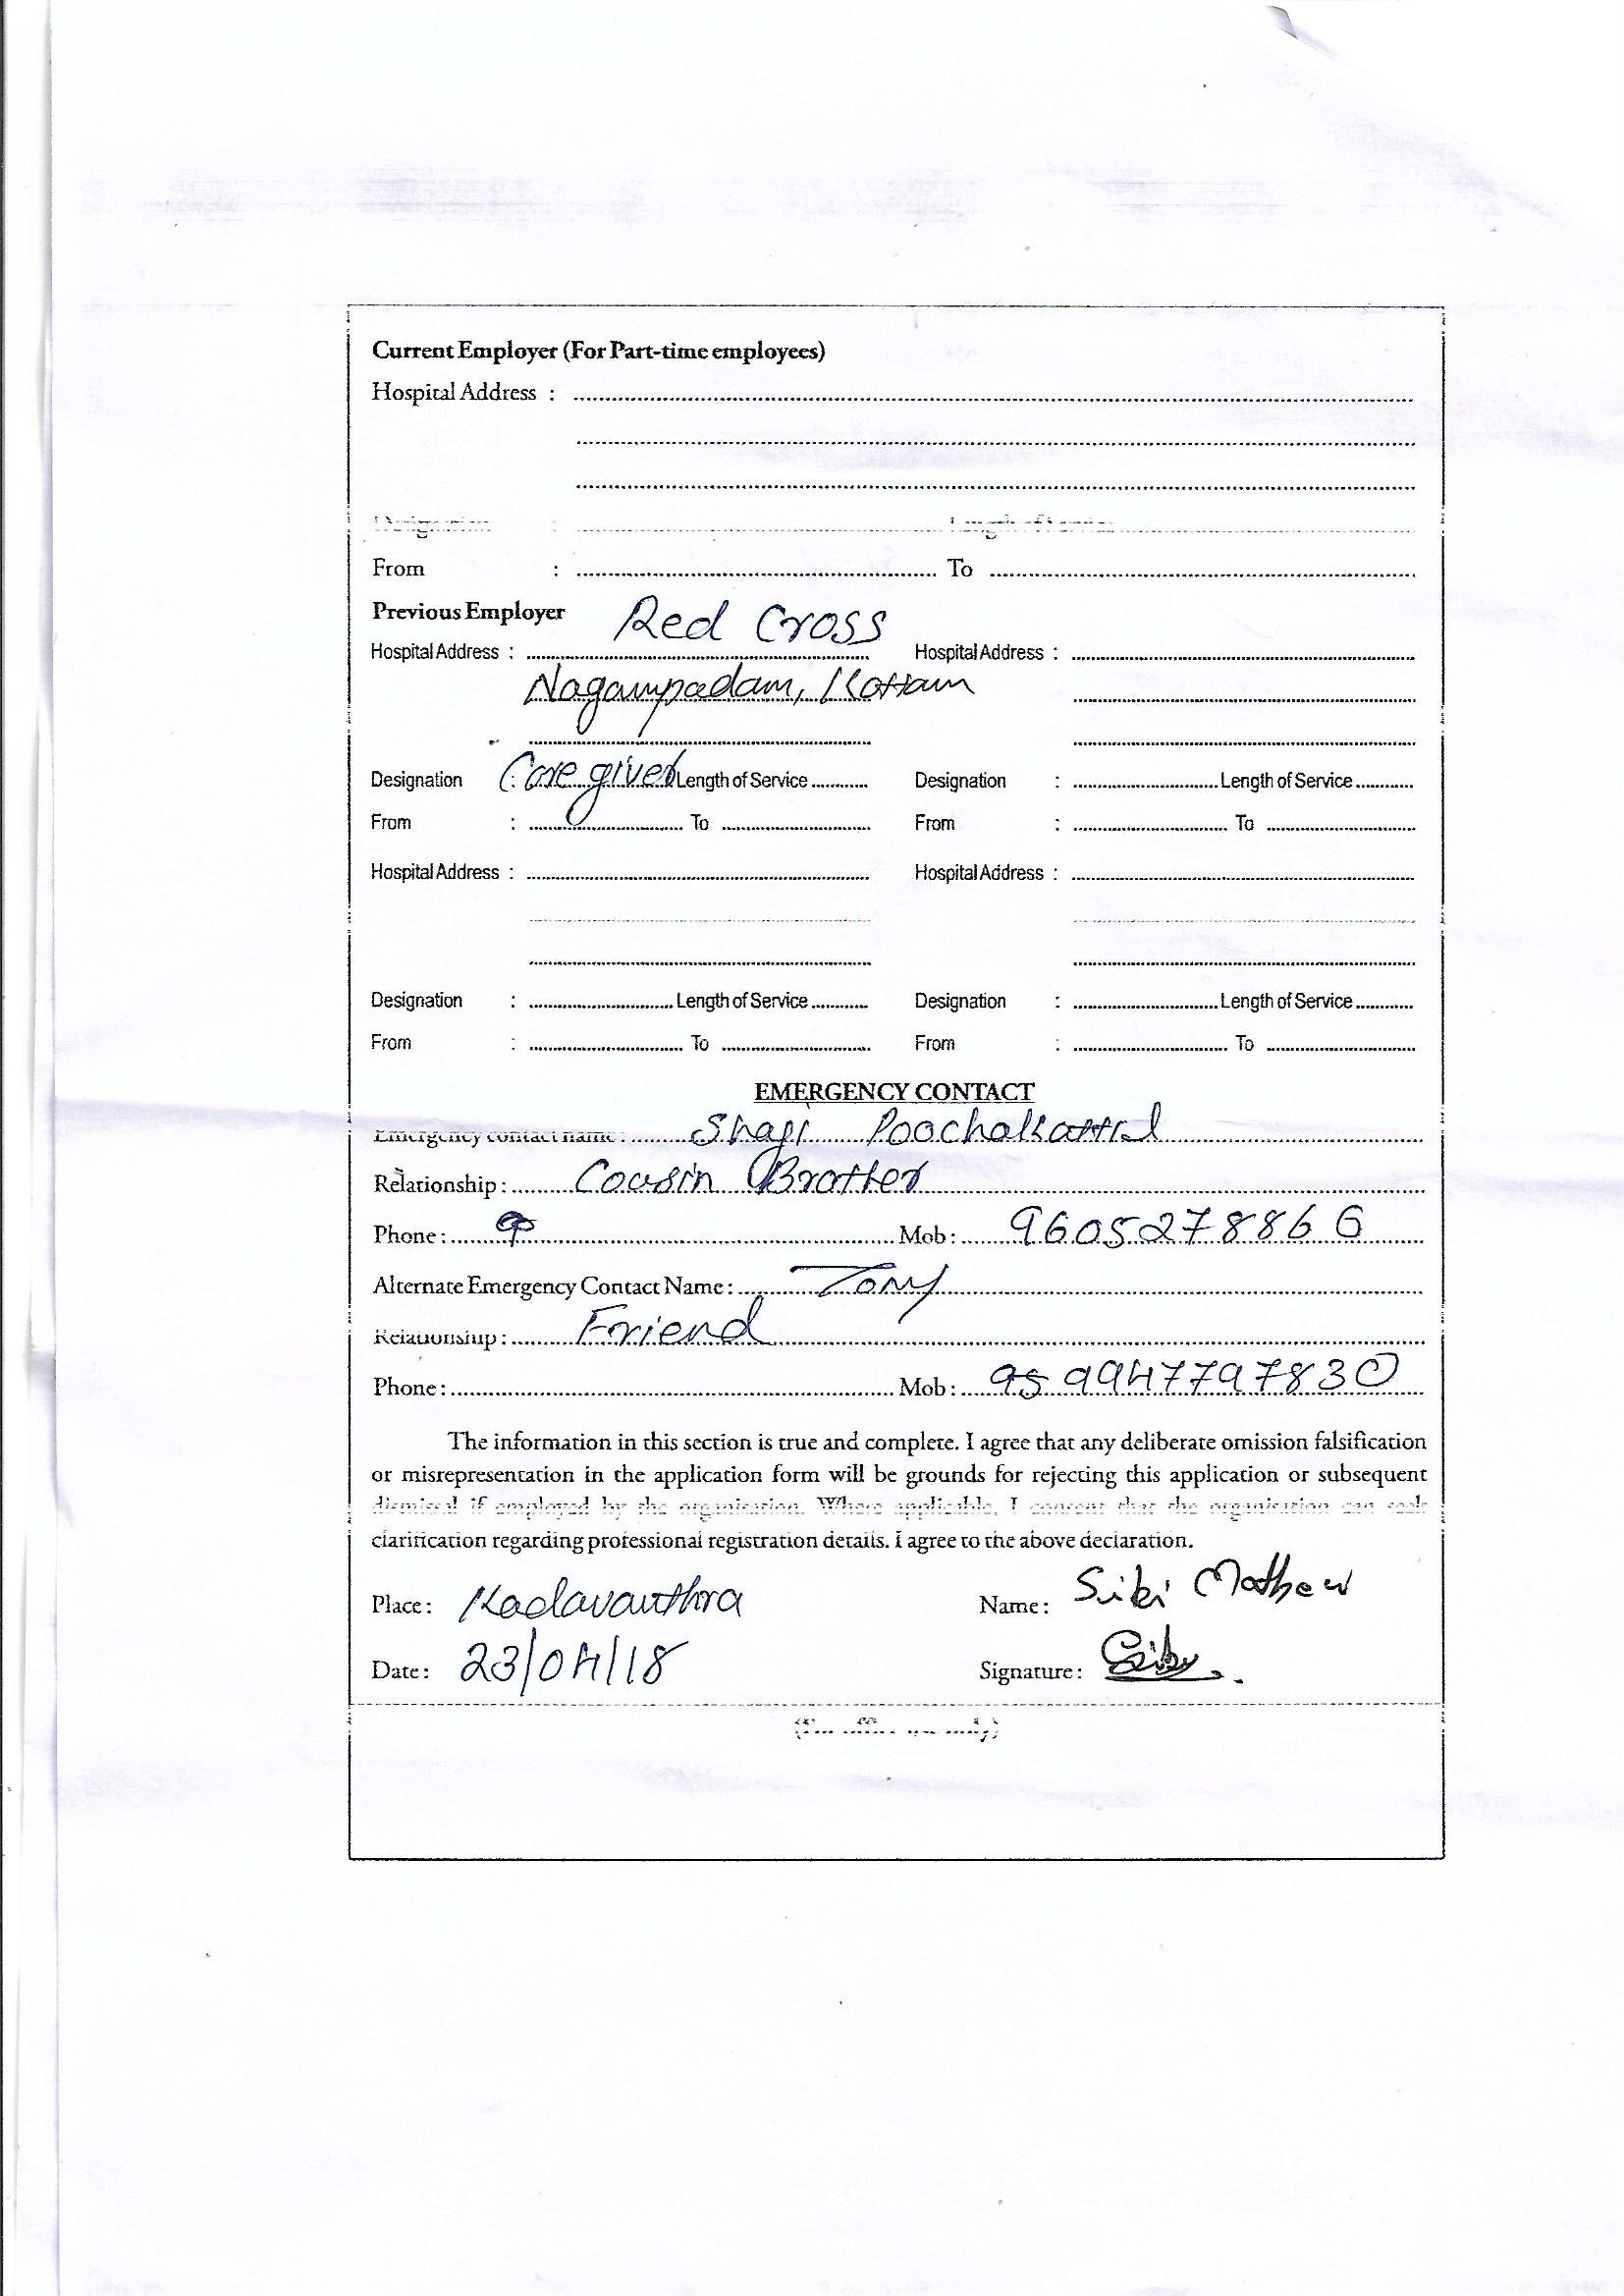 Current Employer (For Part-time employees)
Hospital Address :
Designation : Length of Service
From : To
Previous Employer Red Cross
Hospital Address : Hospital Address :
Nagampadam, Kottam
Designation : Care giver Length of Service Designation : Length of Service
From : To From : To
Hospital Address : Hospital Address :
Designation : Length of Service Designation : Length of Service
From : To From : To
EMERGENCY CONTACT
Emergency contact name : Shaji
Relationship : Cousin Brother
Phone : Mob :9605278866
Alternate Emergency Contact Name : Tony
Relationship : Friend
Phone : Mob : 9947797830
The information in this section is true and complete. I agree that any deliberate omission falsification
or misrepresentation in the application form will be grounds for rejecting this application or subsequent
dismissal if employed by the organisation. Where applicable, I consent that the organisation can seek
clarification regarding professional registration details. I agree to the above declaration.
Place : Kadavanthra Name : Siki Mathew
Date : 23/04/18 Signature :
(For office use only)